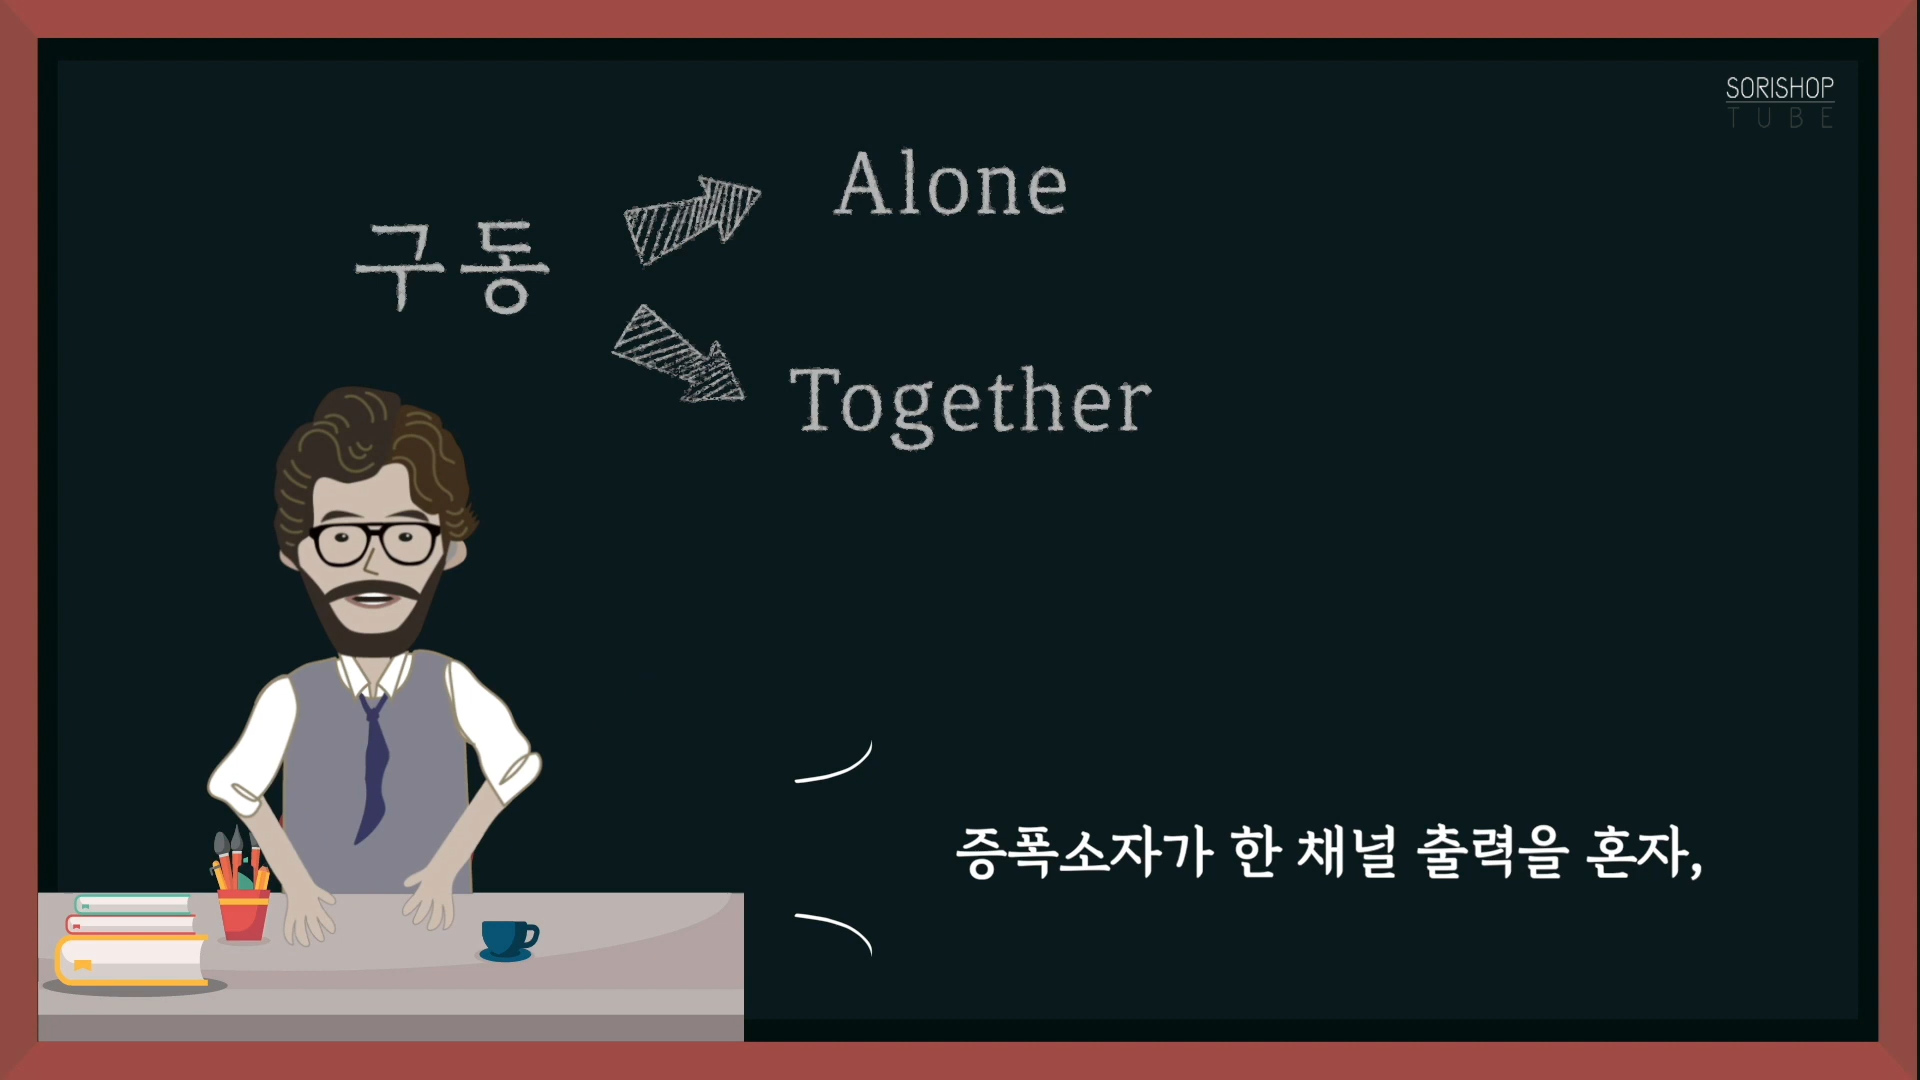 SORISHOP
TUBE
구동
Alone
Together
증폭소자가 한 채널 출력을 혼자,